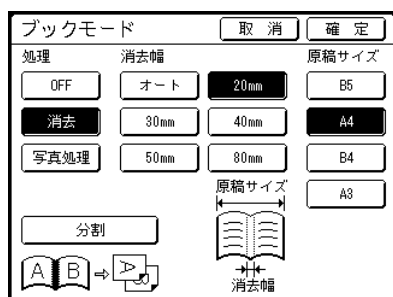 ブックモード 取 消 確 定
処理 消去幅 原稿サイズ
OFF オート 20mm B5
消去 30mm 40mm A4
写真処理 50mm 80mm B4
原稿サイズ A3
分割
A B A B
消去幅